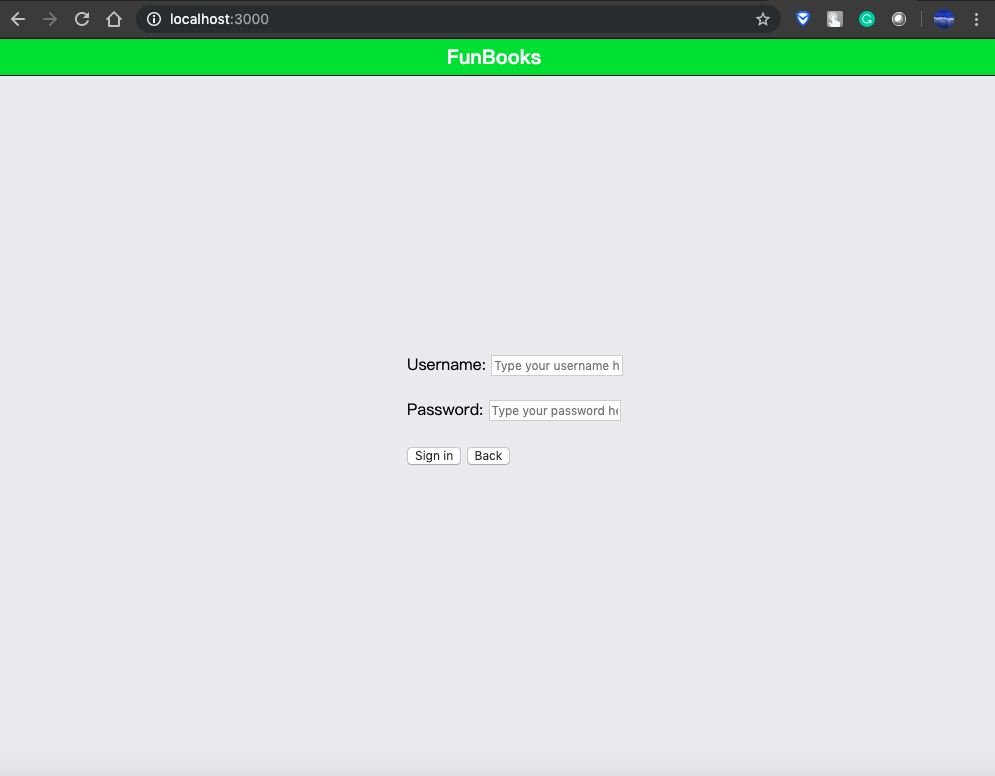 localhost:3000
FunBooks
Username: Type your username h
Password: Type your password he
Sign in Back